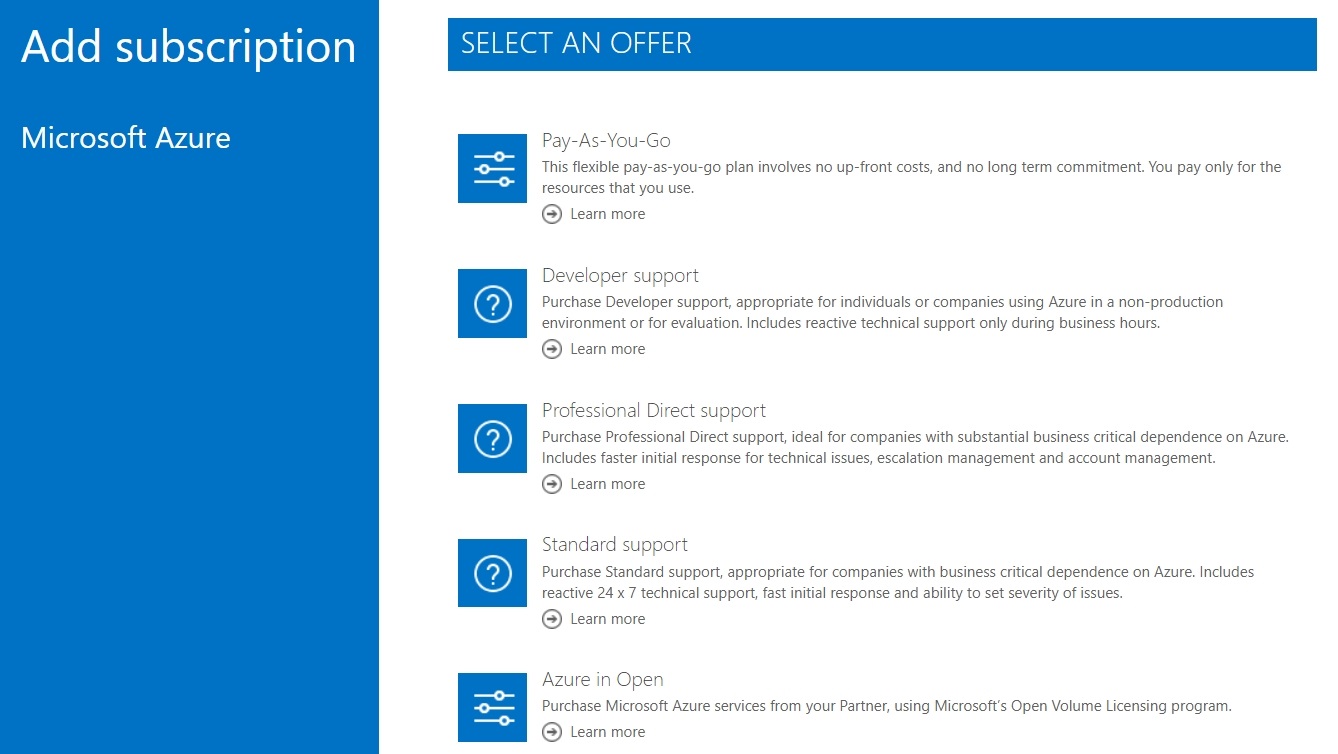 Add subscription
Microsoft Azure
SELECT AN OFFER
Pay-As-You-Go
This flexible pay-as-you-go plan involves no up-front costs, and no long term commitment. You pay only for the
resources that you use.
Learn more
Developer support
Purchase Developer support, appropriate for individuals or companies using Azure in a non-production
environment or for evaluation. Includes reactive technical support only during business hours.
Learn more
Professional Direct support
Purchase Professional Direct support, ideal for companies with substantial business critical dependence on Azure.
Includes faster initial response for technical issues, escalation management and account management.
Learn more
Standard support
Purchase Standard support, appropriate for companies with business critical dependence on Azure. Includes
reactive 24 x 7 technical support, fast initial response and ability to set severity of issues.
Learn more
Azure in Open
Purchase Microsoft Azure services from your Partner, using Microsoft’s Open Volume Licensing program.
Learn more